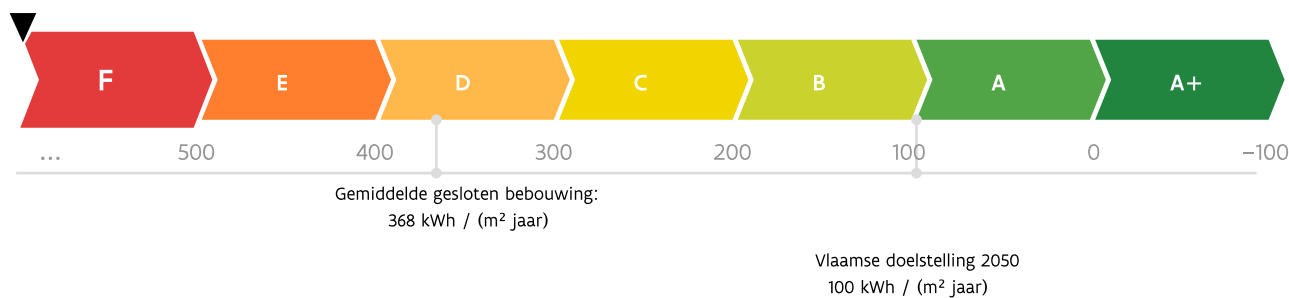 F E D C B A A+
... 500 400 300 200 100 0 −100
Gemiddelde gesloten bebouwing:
368 kWh / (m² jaar)
Vlaamse doelstelling 2050
100 kWh / (m² jaar)